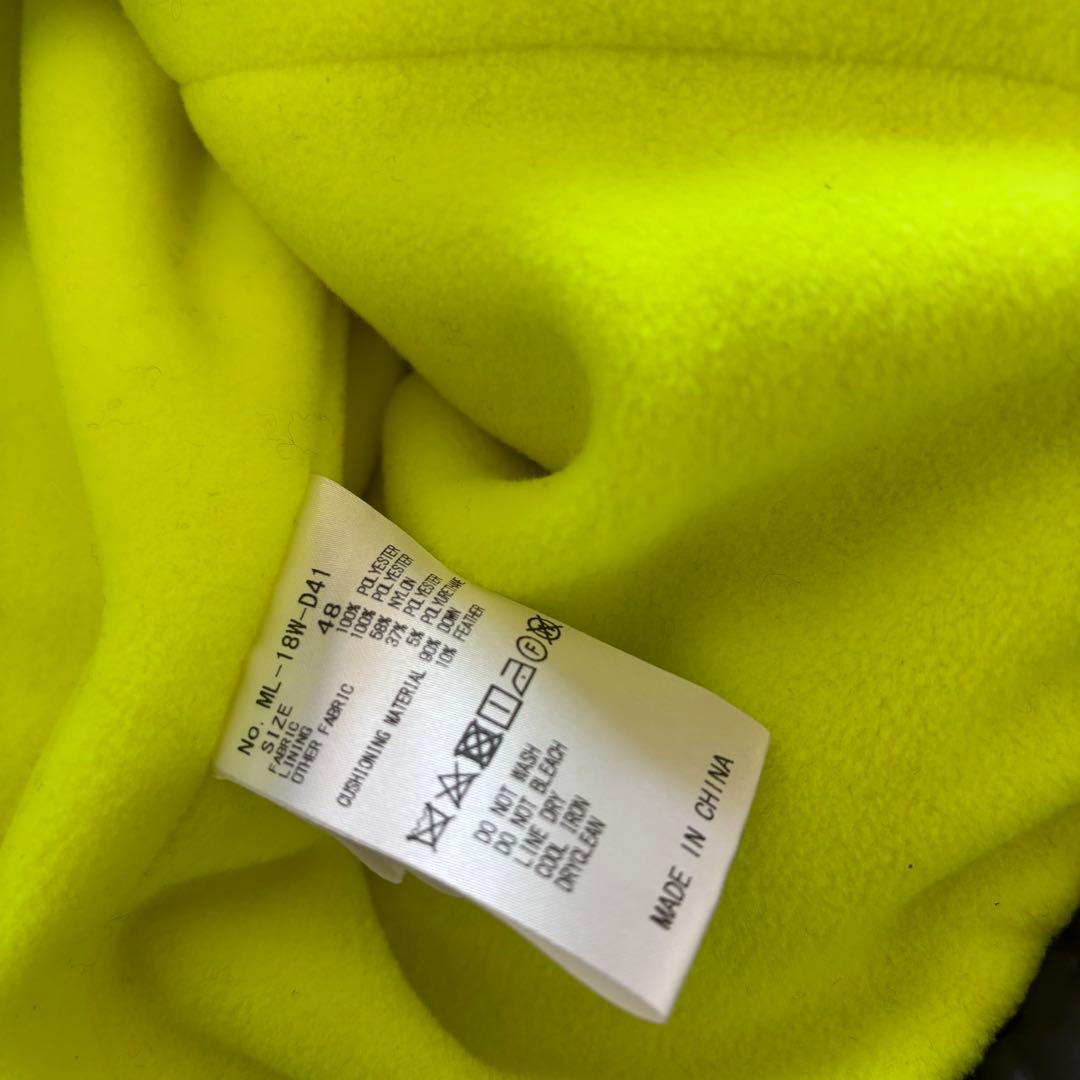 No. ML-18W-D41
SIZE 48
FABRIC 100% POLYESTER
LINING 100% POLYESTER
OTHER FABRIC 58% NYLON
37% POLYESTER
5% POLYURETHANE
CUSHIONING MATERIAL 90% DOWN
10% FEATHER
F
DO NOT WASH
DO NOT BLEACH
LINE DRY
COOL IRON
DRYCLEAN
MADE IN CHINA